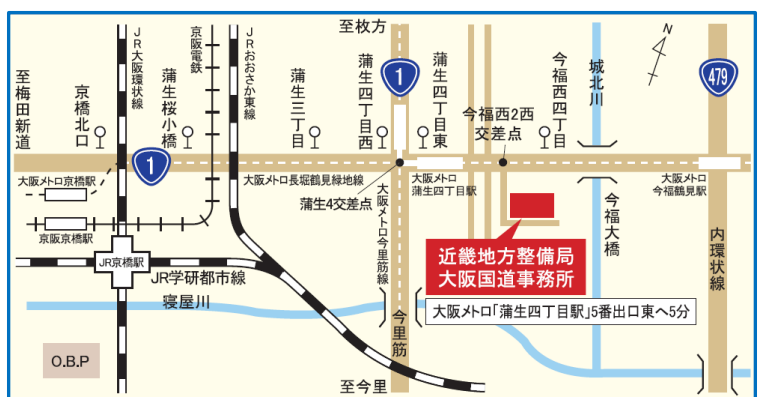 至枚方
N
JR大阪環状線
京阪電鉄
JRおおさか東線
1
479
至梅田新道
京橋北口
蒲生桜小橋
蒲生三丁目
蒲生四丁目西
蒲生四丁目東
今福西2西
交差点
今福西四丁目
城北川
1
大阪メトロ京橋駅
大阪メトロ長堀鶴見緑地線
大阪メトロ
蒲生四丁目駅
大阪メトロ
今福鶴見駅
蒲生4交差点
大阪メトロ今里筋線
今福大橋
内環状線
京阪京橋駅
JR京橋駅
JR学研都市線
寝屋川
近畿地方整備局
大阪国道事務所
大阪メトロ「蒲生四丁目駅」5番出口東へ5分
今里筋
O.B.P
至今里